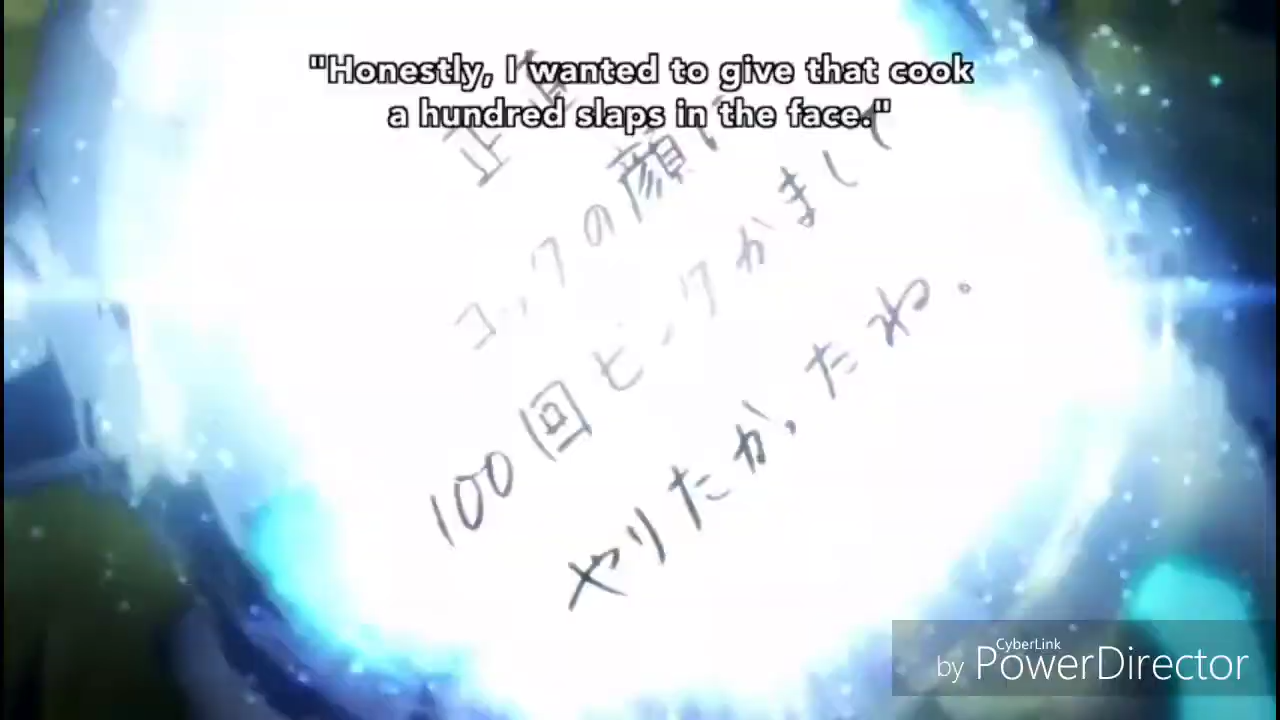 "Honestly, I wanted to give that cook
a hundred slaps in the face."
正直
コックの顔に
100回ビンタかまして
やりたかったわ。
CyberLink
by PowerDirector